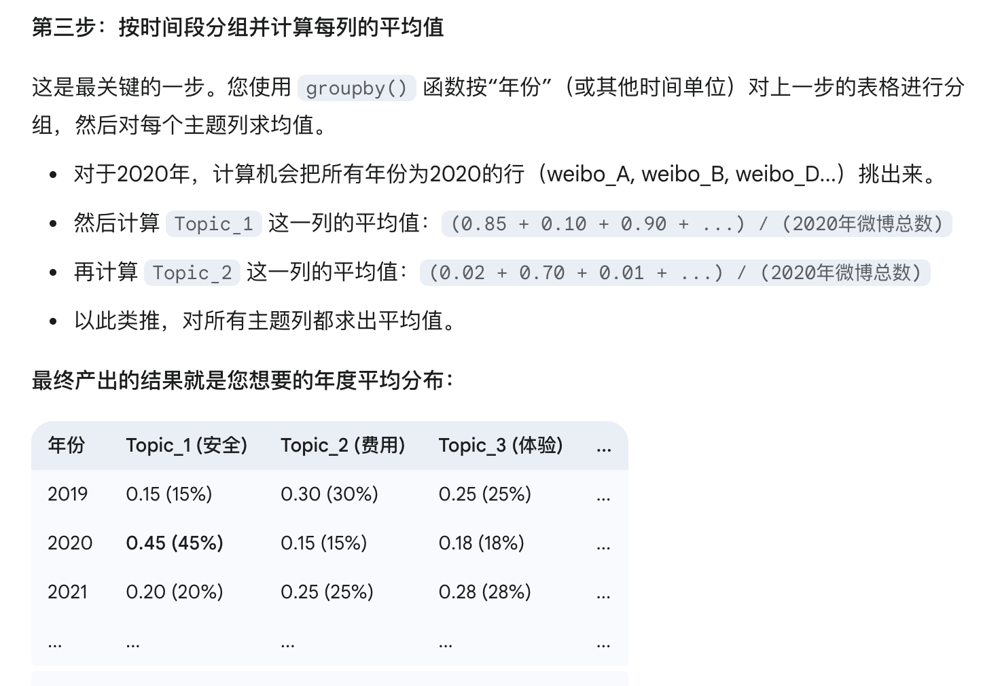 第三步：按时间段分组并计算每列的平均值
这是最关键的一步。您使用 groupby() 函数按“年份”（或其他时间单位）对上一步的表格进行分
组，然后对每个主题列求均值。
• 对于2020年，计算机会把所有年份为2020的行（weibo_A, weibo_B, weibo_D...）挑出来。
• 然后计算 Topic_1 这一列的平均值： (0.85 + 0.10 + 0.90 + ...) / (2020年微博总数)
• 再计算 Topic_2 这一列的平均值： (0.02 + 0.70 + 0.01 + ...) / (2020年微博总数)
• 以此类推，对所有主题列都求出平均值。
最终产出的结果就是您想要的年度平均分布：
年份 Topic_1 (安全) Topic_2 (费用) Topic_3 (体验) ...
2019 0.15 (15%) 0.30 (30%) 0.25 (25%) ...
2020 0.45 (45%) 0.15 (15%) 0.18 (18%) ...
2021 0.20 (20%) 0.25 (25%) 0.28 (28%) ...
... ... ... ... ...